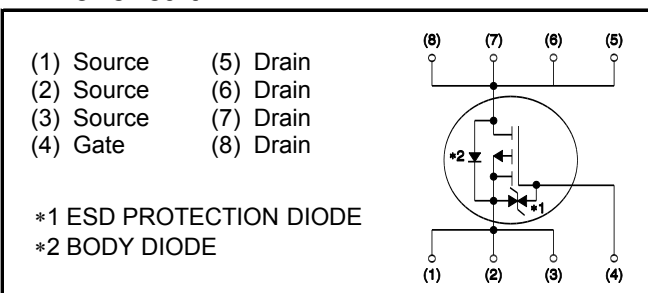 (1) Source (5) Drain
(2) Source (6) Drain
(3) Source (7) Drain
(4) Gate (8) Drain
∗1 ESD PROTECTION DIODE
∗2 BODY DIODE
(8) (7) (6) (5)
∗2
∗1
(1) (2) (3) (4)